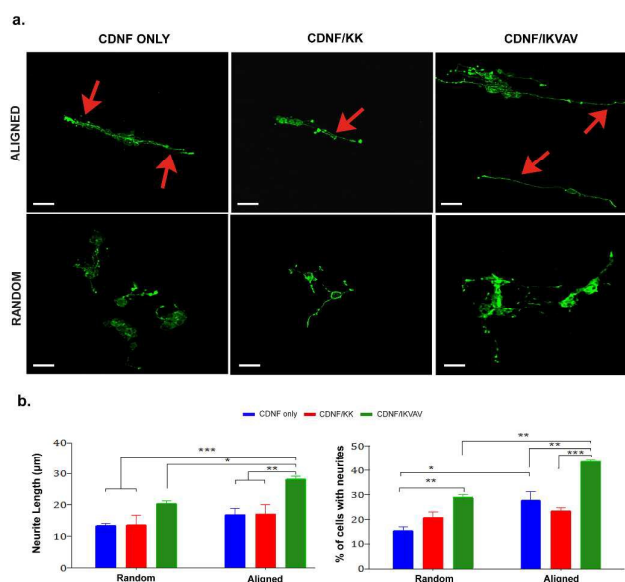 a.
CDNF ONLY CDNF/KK CDNF/IKVAV
ALIGNED
RANDOM
b.
CDNF only CDNF/KK CDNF/IKVAV
Neurite Length (µm)
40
30
20
10
0
***
*
**
Random Aligned
% of cells with neurites
50
40
30
20
10
0
**
*
**
***
**
Random Aligned